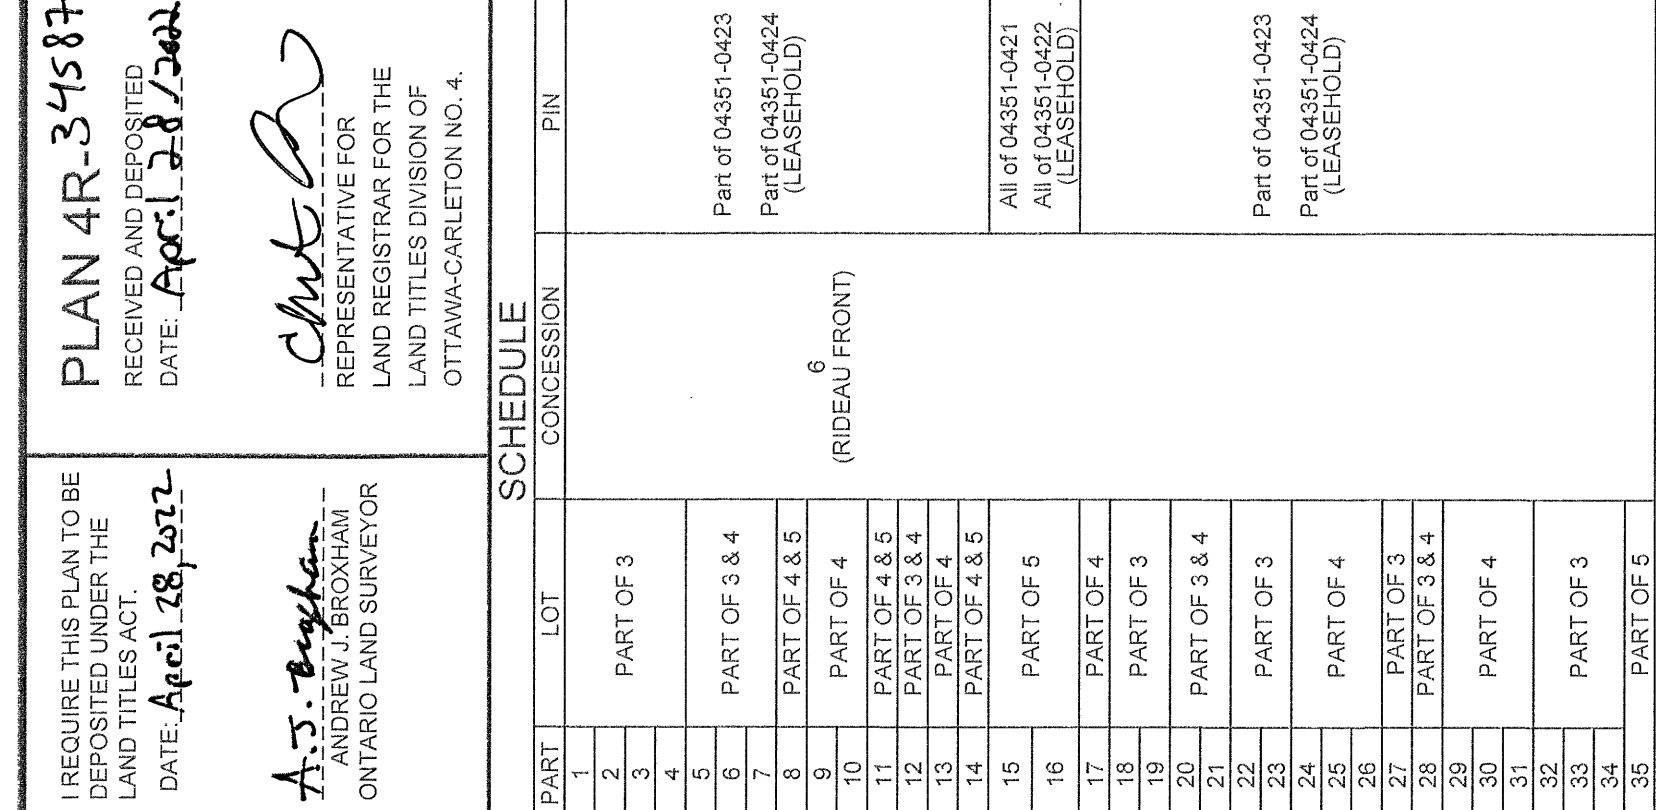 I REQUIRE THIS PLAN TO BE
DEPOSITED UNDER THE
LAND TITLES ACT.
DATE: April 28, 2022
A.J. Broxham
ANDREW J. BROXHAM
ONTARIO LAND SURVEYOR
PLAN 4R-34587
RECEIVED AND DEPOSITED
DATE: April 28/2022
REPRESENTATIVE FOR
LAND REGISTRAR FOR THE
LAND TITLES DIVISION OF
OTTAWA-CARLETON NO. 4.
SCHEDULE
PART LOT CONCESSION PIN
1
2
3 PART OF 3
4
5
6 PART OF 3 & 4 Part of 04351-0423
7 Part of 04351-0424
8 PART OF 4 & 5 (LEASEHOLD)
9 6
10 PART OF 4 (RIDEAU FRONT)
11 PART OF 4 & 5
12 PART OF 3 & 4
13 PART OF 4
14 PART OF 4 & 5
15 PART OF 5 All of 04351-0421
16 All of 04351-0422
(LEASEHOLD)
17 PART OF 4
18 PART OF 3
19
20 PART OF 3 & 4
21
22 PART OF 3
23 Part of 04351-0423
24 Part of 04351-0424
25 PART OF 4 (LEASEHOLD)
26
27 PART OF 3
28 PART OF 3 & 4
29
30 PART OF 4
31
32
33 PART OF 3
34
35 PART OF 5